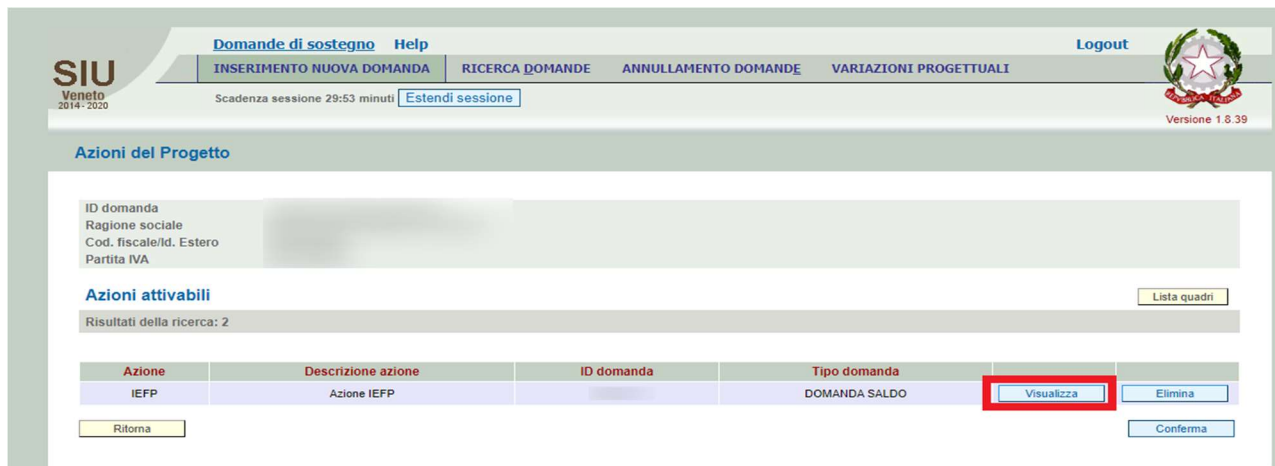 Domande di sostegno Help Logout
SIU
Veneto
2014- 2020
INSERIMENTO NUOVA DOMANDA RICERCA DOMANDE ANNULLAMENTO DOMANDE VARIAZIONI PROGETTUALI
Scadenza sessione 29:53 minuti Estendi sessione
REPVBBLICA ITALIANA
Versione 1.8.39
Azioni del Progetto
ID domanda
Ragione sociale
Cod. fiscale/Id. Estero
Partita IVA
Azioni attivabili Lista quadri
Risultati della ricerca: 2
Azione Descrizione azione ID domanda Tipo domanda
IEFP Azione IEFP DOMANDA SALDO Visualizza Elimina
Ritorna Conferma